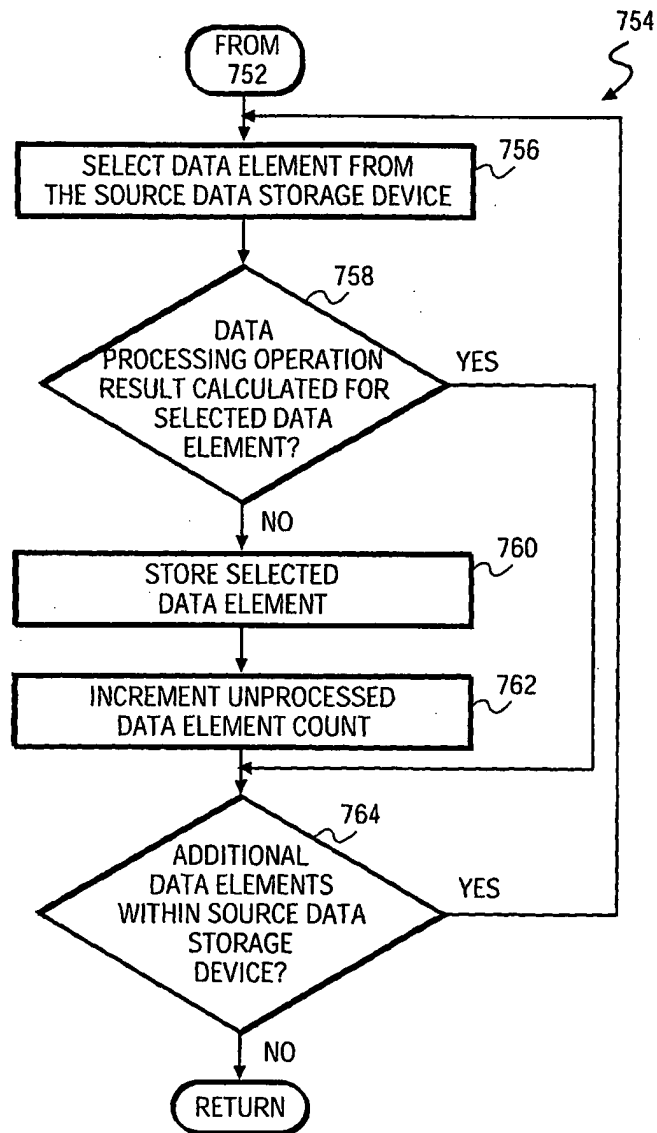 754
FROM
752
756
SELECT DATA ELEMENT FROM
THE SOURCE DATA STORAGE DEVICE
758
DATA
PROCESSING OPERATION
RESULT CALCULATED FOR
SELECTED DATA
ELEMENT?
YES
NO
760
STORE SELECTED
DATA ELEMENT
762
INCREMENT UNPROCESSED
DATA ELEMENT COUNT
764
ADDITIONAL
DATA ELEMENTS
WITHIN SOURCE DATA
STORAGE
DEVICE?
YES
NO
RETURN